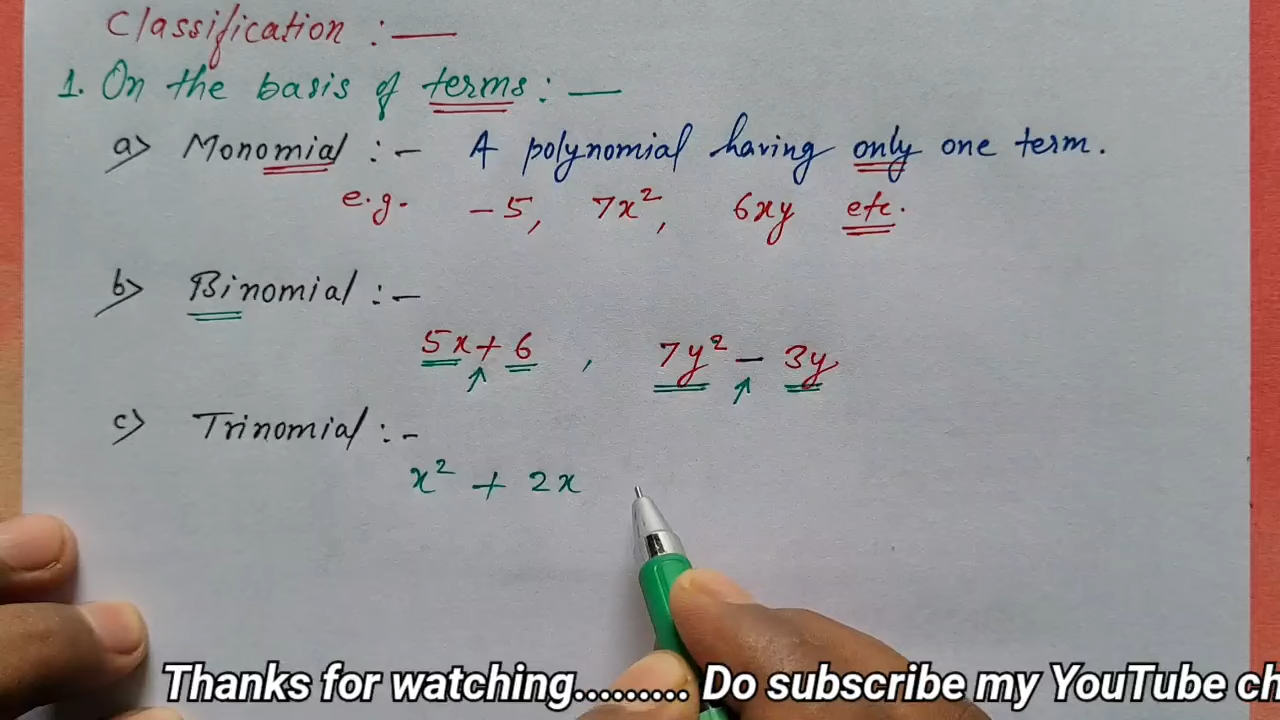 Classification :—
1. On the basis of terms :—
a) Monomial :- A polynomial having only one term.
e.g. -5, 7x², 6xy etc.
b) Binomial :-
5x + 6 , 7y² - 3y
c) Trinomial :-
x² + 2x
Thanks for watching......... Do subscribe my YouTube ch